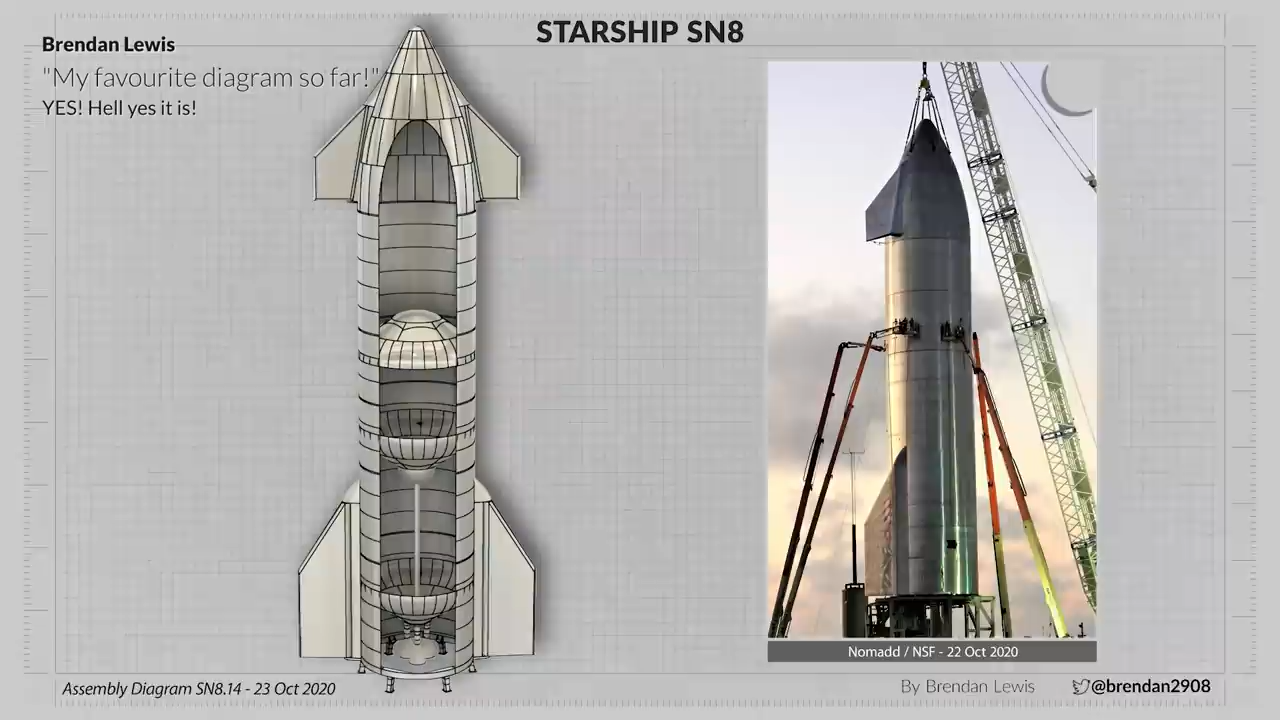 STARSHIP SN8
Brendan Lewis
"My favourite diagram so far!"
YES! Hell yes it is!
Nomadd / NSF - 22 Oct 2020
Assembly Diagram SN8.14 - 23 Oct 2020
By Brendan Lewis
@brendan2908